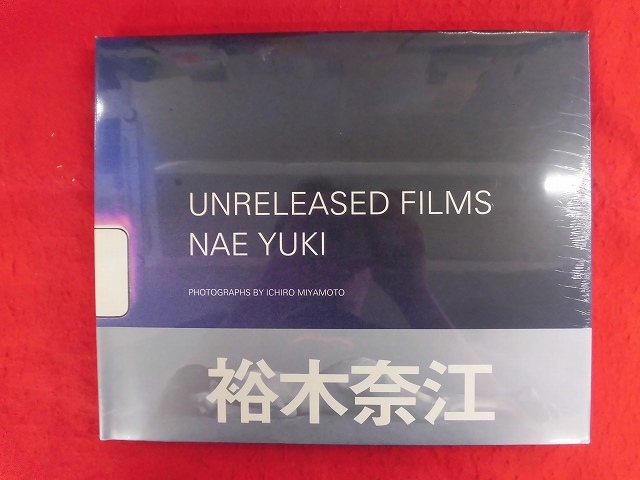 UNRELEASED FILMS
NAE YUKI
PHOTOGRAPHS BY ICHIRO MIYAMOTO
裕木奈江